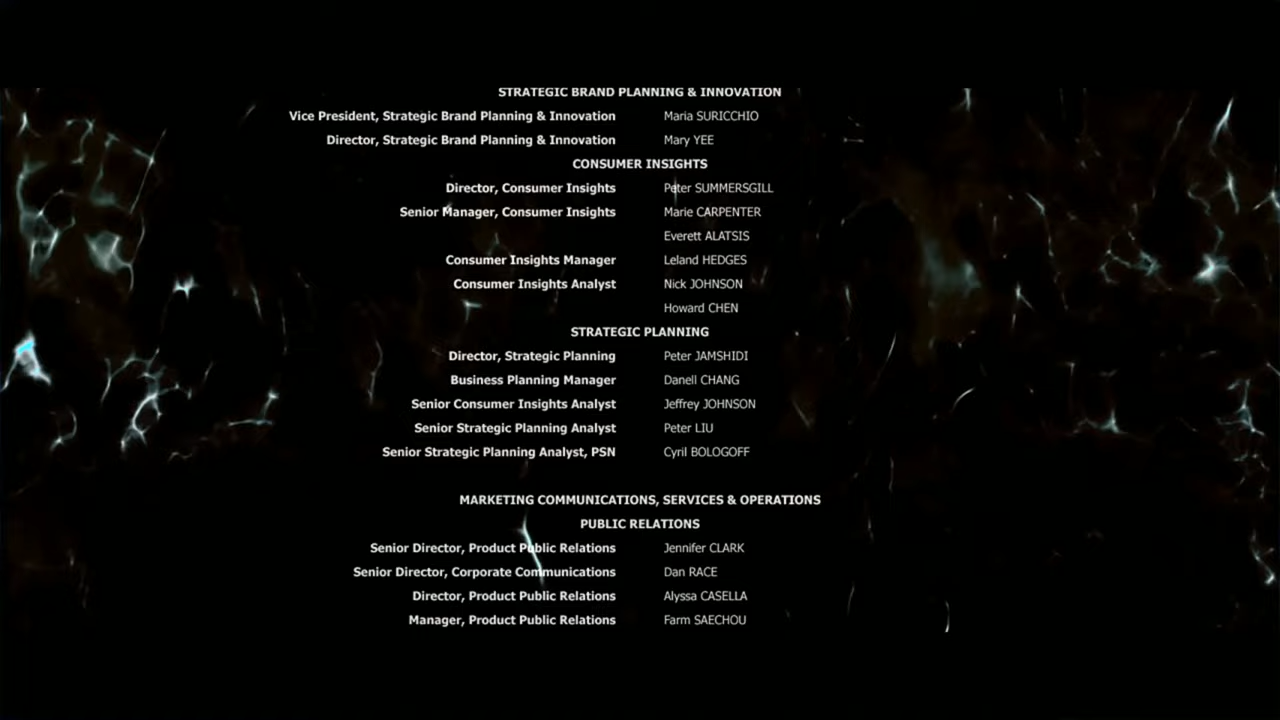 STRATEGIC BRAND PLANNING & INNOVATION
Vice President, Strategic Brand Planning & Innovation Maria SURICCHIO
Director, Strategic Brand Planning & Innovation Mary YEE
CONSUMER INSIGHTS
Director, Consumer Insights Peter SUMMERSGILL
Senior Manager, Consumer Insights Marie CARPENTER
Everett ALATSIS
Consumer Insights Manager Leland HEDGES
Consumer Insights Analyst Nick JOHNSON
Howard CHEN
STRATEGIC PLANNING
Director, Strategic Planning Peter JAMSHIDI
Business Planning Manager Danell CHANG
Senior Consumer Insights Analyst Jeffrey JOHNSON
Senior Strategic Planning Analyst Peter LIU
Senior Strategic Planning Analyst, PSN Cyril BOLOGOFF
MARKETING COMMUNICATIONS, SERVICES & OPERATIONS
PUBLIC RELATIONS
Senior Director, Product Public Relations Jennifer CLARK
Senior Director, Corporate Communications Dan RACE
Director, Product Public Relations Alyssa CASELLA
Manager, Product Public Relations Farm SAECHOU